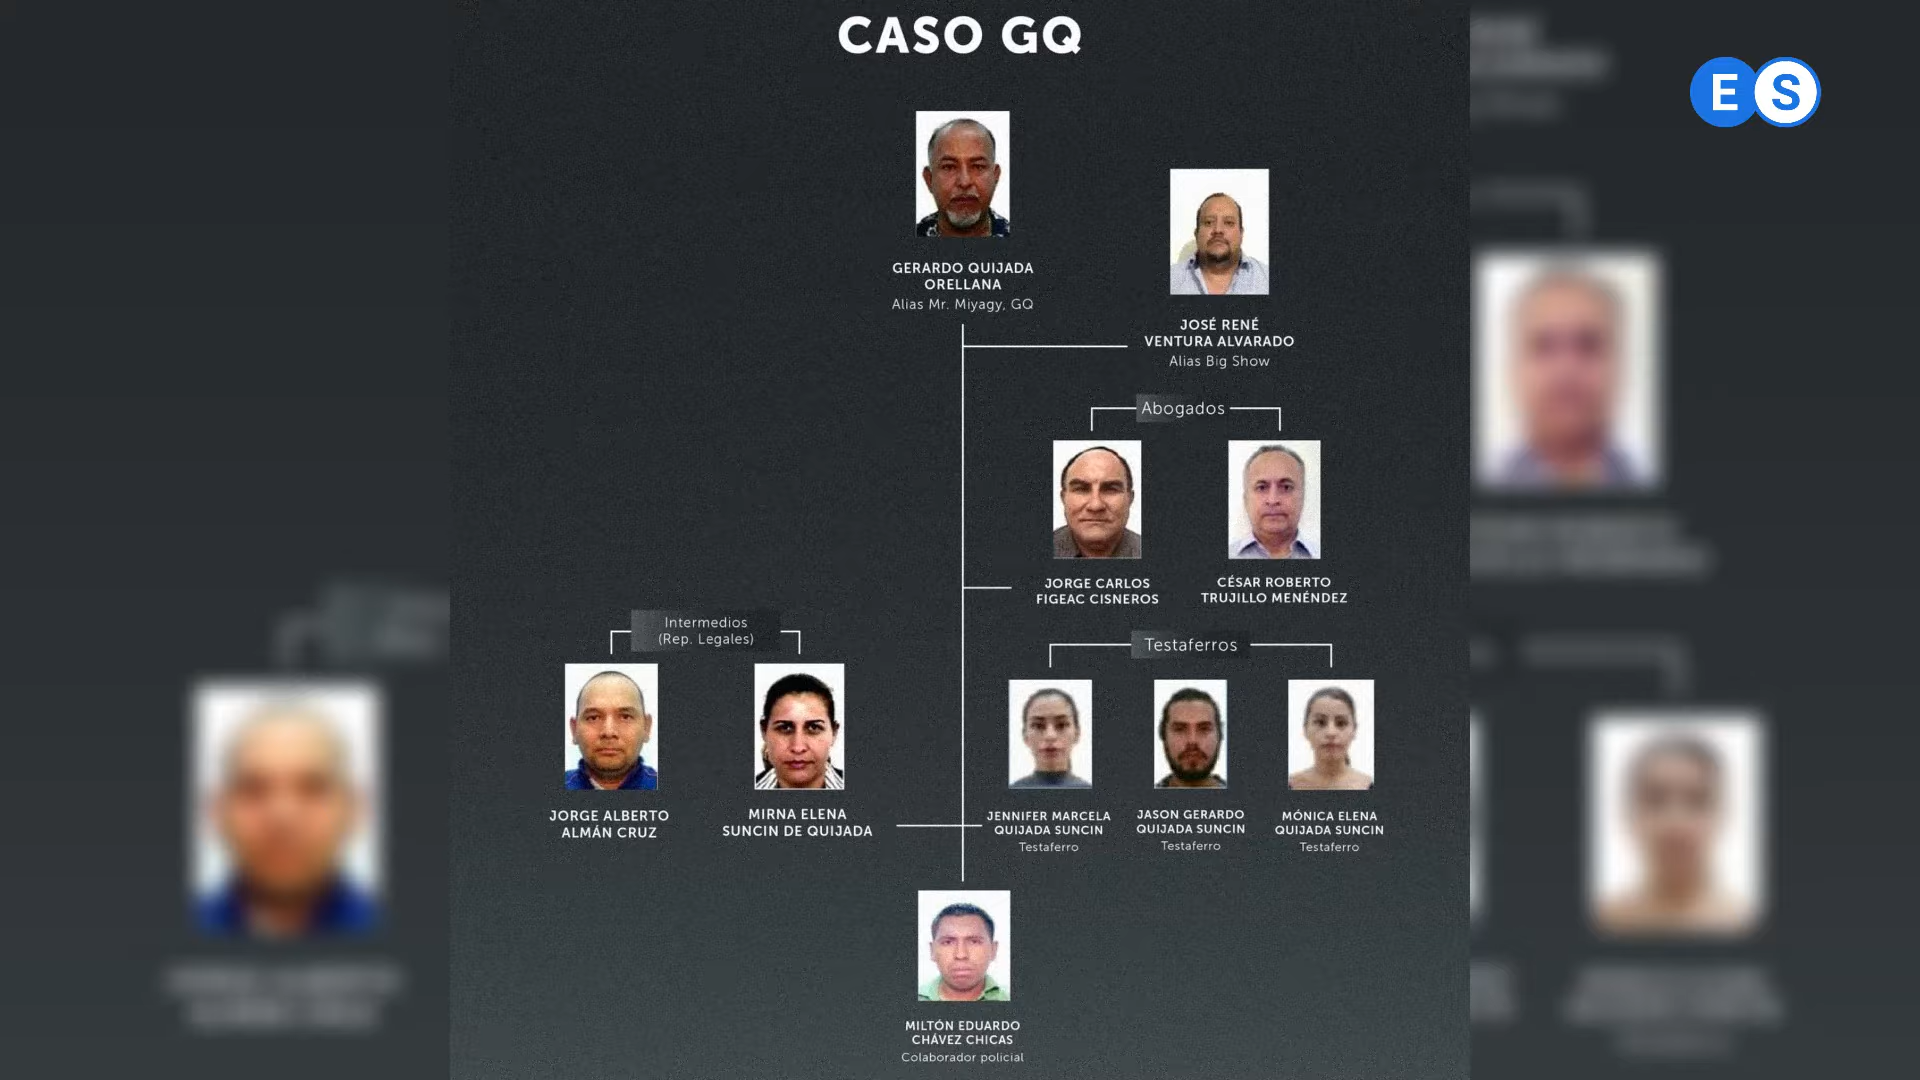 CASO GQ
E S
GERARDO QUIJADA
ORELLANA
Alias Mr. Miyagy, GQ
JOSÉ RENÉ
VENTURA ALVARADO
Alias Big Show
Abogados
JORGE CARLOS
FIGEAC CISNEROS
CÉSAR ROBERTO
TRUJILLO MENÉNDEZ
Intermedios
(Rep. Legales)
JORGE ALBERTO
ALMÁN CRUZ
MIRNA ELENA
SUNCIN DE QUIJADA
Testaferros
JENNIFER MARCELA
QUIJADA SUNCIN
Testaferro
JASON GERARDO
QUIJADA SUNCIN
Testaferro
MÓNICA ELENA
QUIJADA SUNCIN
Testaferro
MILTÓN EDUARDO
CHÁVEZ CHICAS
Colaborador policial